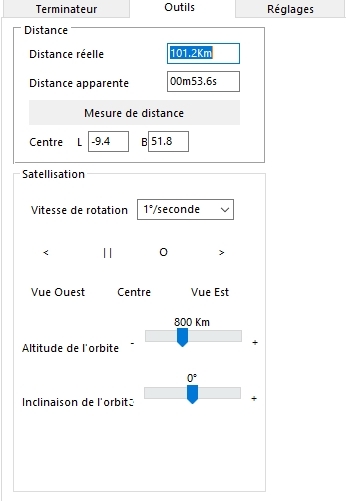 Terminateur Outils Réglages
Distance
Distance réelle 101.2Km
Distance apparente 00m53.6s
Mesure de distance
Centre L -9.4 B 51.8
Satellisation
Vitesse de rotation 1°/seconde
< || O >
Vue Ouest Centre Vue Est
800 Km
Altitude de l'orbite - +
0°
Inclinaison de l'orbite - +